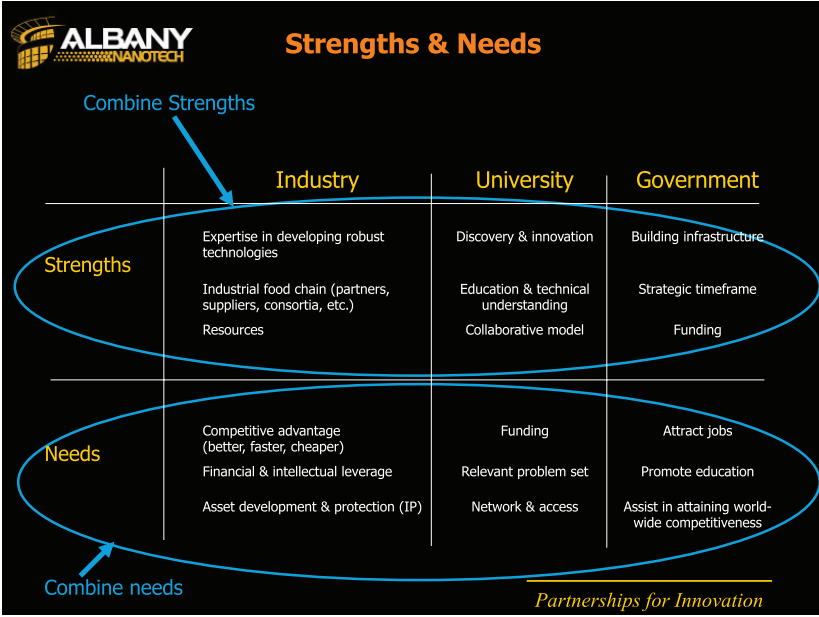 ALBANY
NANOTECH
Strengths & Needs
Combine Strengths
Industry
University
Government
Strengths
Expertise in developing robust
technologies
Discovery & innovation
Building infrastructure
Industrial food chain (partners,
suppliers, consortia, etc.)
Education & technical
understanding
Strategic timeframe
Resources
Collaborative model
Funding
Needs
Competitive advantage
(better, faster, cheaper)
Funding
Attract jobs
Financial & intellectual leverage
Relevant problem set
Promote education
Asset development & protection (IP)
Network & access
Assist in attaining world-
wide competitiveness
Combine needs
Partnerships for Innovation